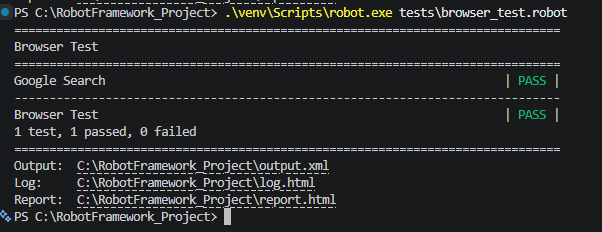 PS C:\RobotFramework_Project> .\venv\Scripts\robot.exe tests\browser_test.robot
==============================================================================
Browser Test
==============================================================================
Google Search | PASS |
------------------------------------------------------------------------------
Browser Test | PASS |
1 test, 1 passed, 0 failed
==============================================================================
Output: C:\RobotFramework_Project\output.xml
Log: C:\RobotFramework_Project\log.html
Report: C:\RobotFramework_Project\report.html
PS C:\RobotFramework_Project>